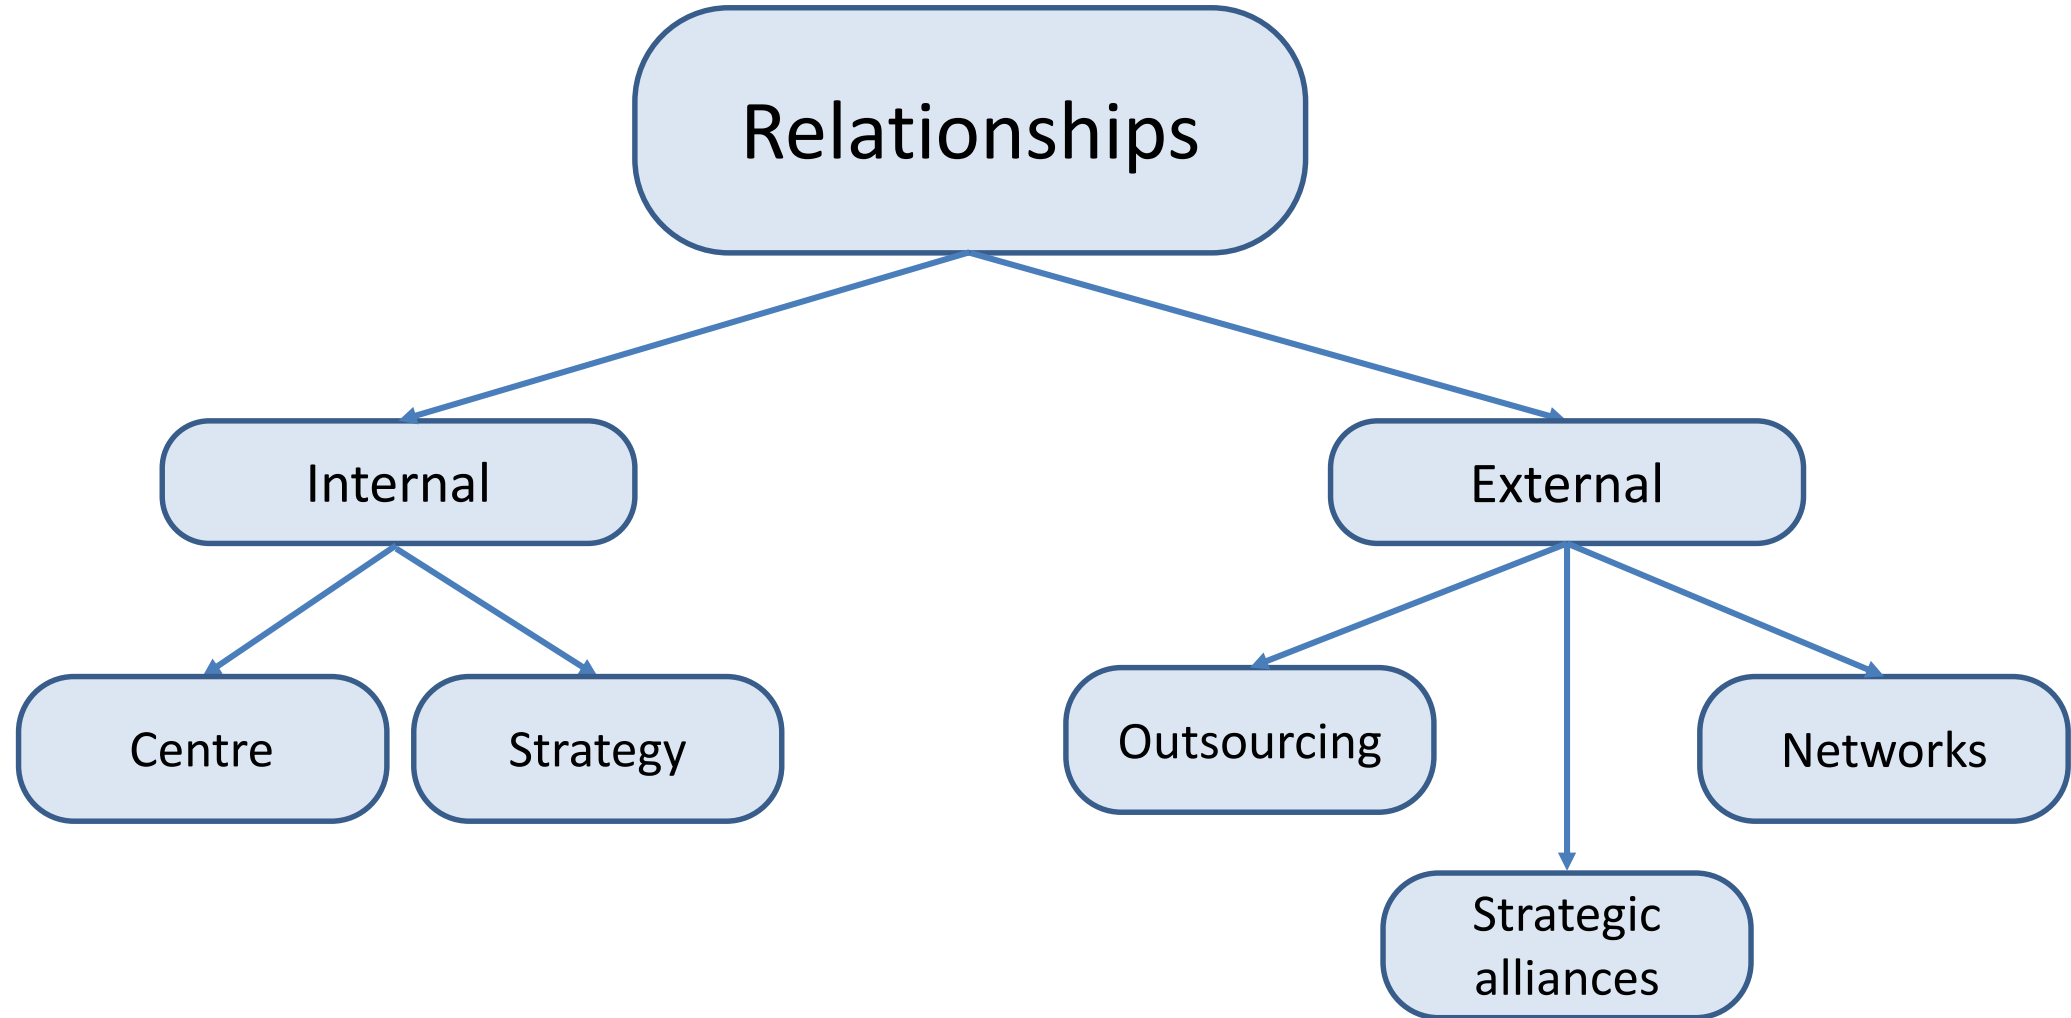 Relationships
Internal
External
Centre
Strategy
Outsourcing
Networks
Strategic
alliances